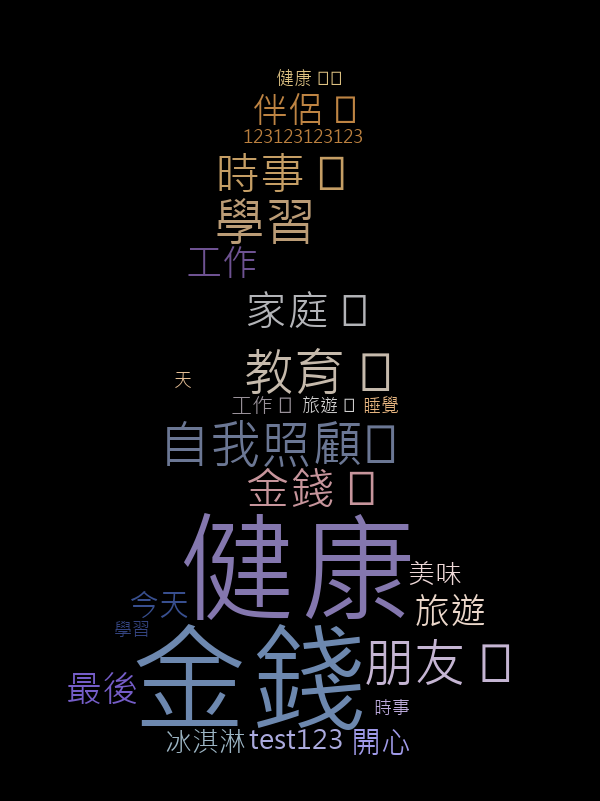 健康 ▯▯
伴侶 ▯
123123123123
時事 ▯
學習
工作
家庭 ▯
教育 ▯
天
工作 ▯ 旅遊 ▯ 睡覺
自我照顧▯
金錢 ▯
健康
美味
今天
旅遊
學習
金錢
朋友 ▯
最後
時事
冰淇淋 test123 開心